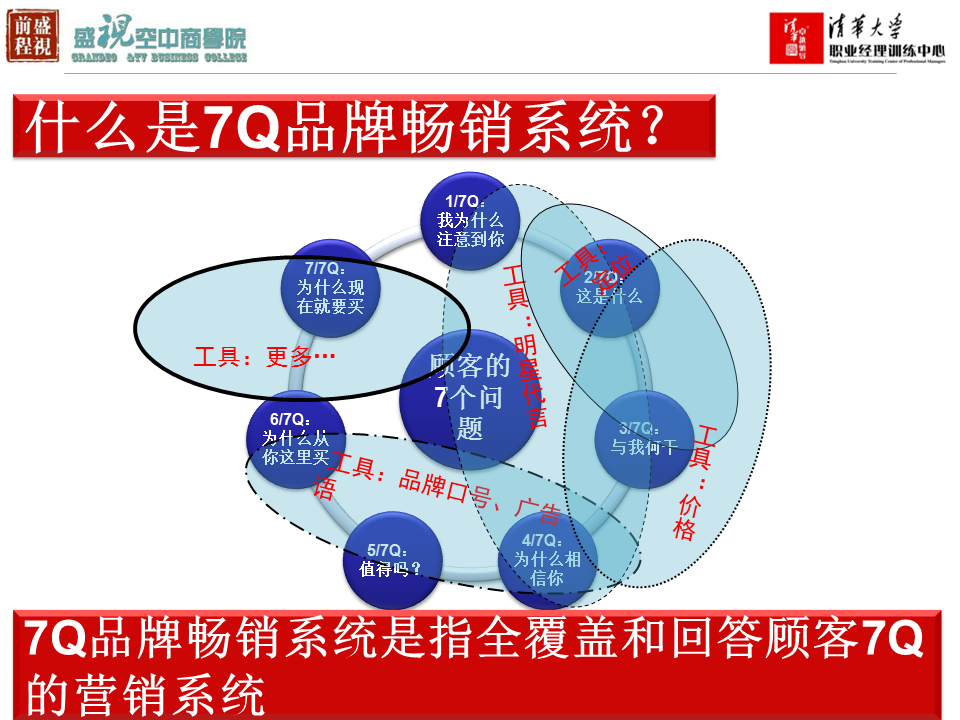 前盛
程視
盛視空中商學院
GRANDEO &TV BUSINESS COLLEGE
清华
卓越领导
清华大学
职业经理训练中心
Tsinghua University Training Center of Professional Managers
什么是7Q品牌畅销系统？
1/7Q：
我为什么
注意到你
2/7Q：
这是什么
3/7Q：
与我何干
4/7Q：
为什么相
信你
5/7Q：
值得吗？
6/7Q：
为什么从
你这里买
7/7Q：
为什么现
在就要买
顾客的
7个问
题
工具：
定位
工具：明星代言
工具：价格
工具：品牌口号、广告
语
工具：更多…
7Q品牌畅销系统是指全覆盖和回答顾客7Q
的营销系统